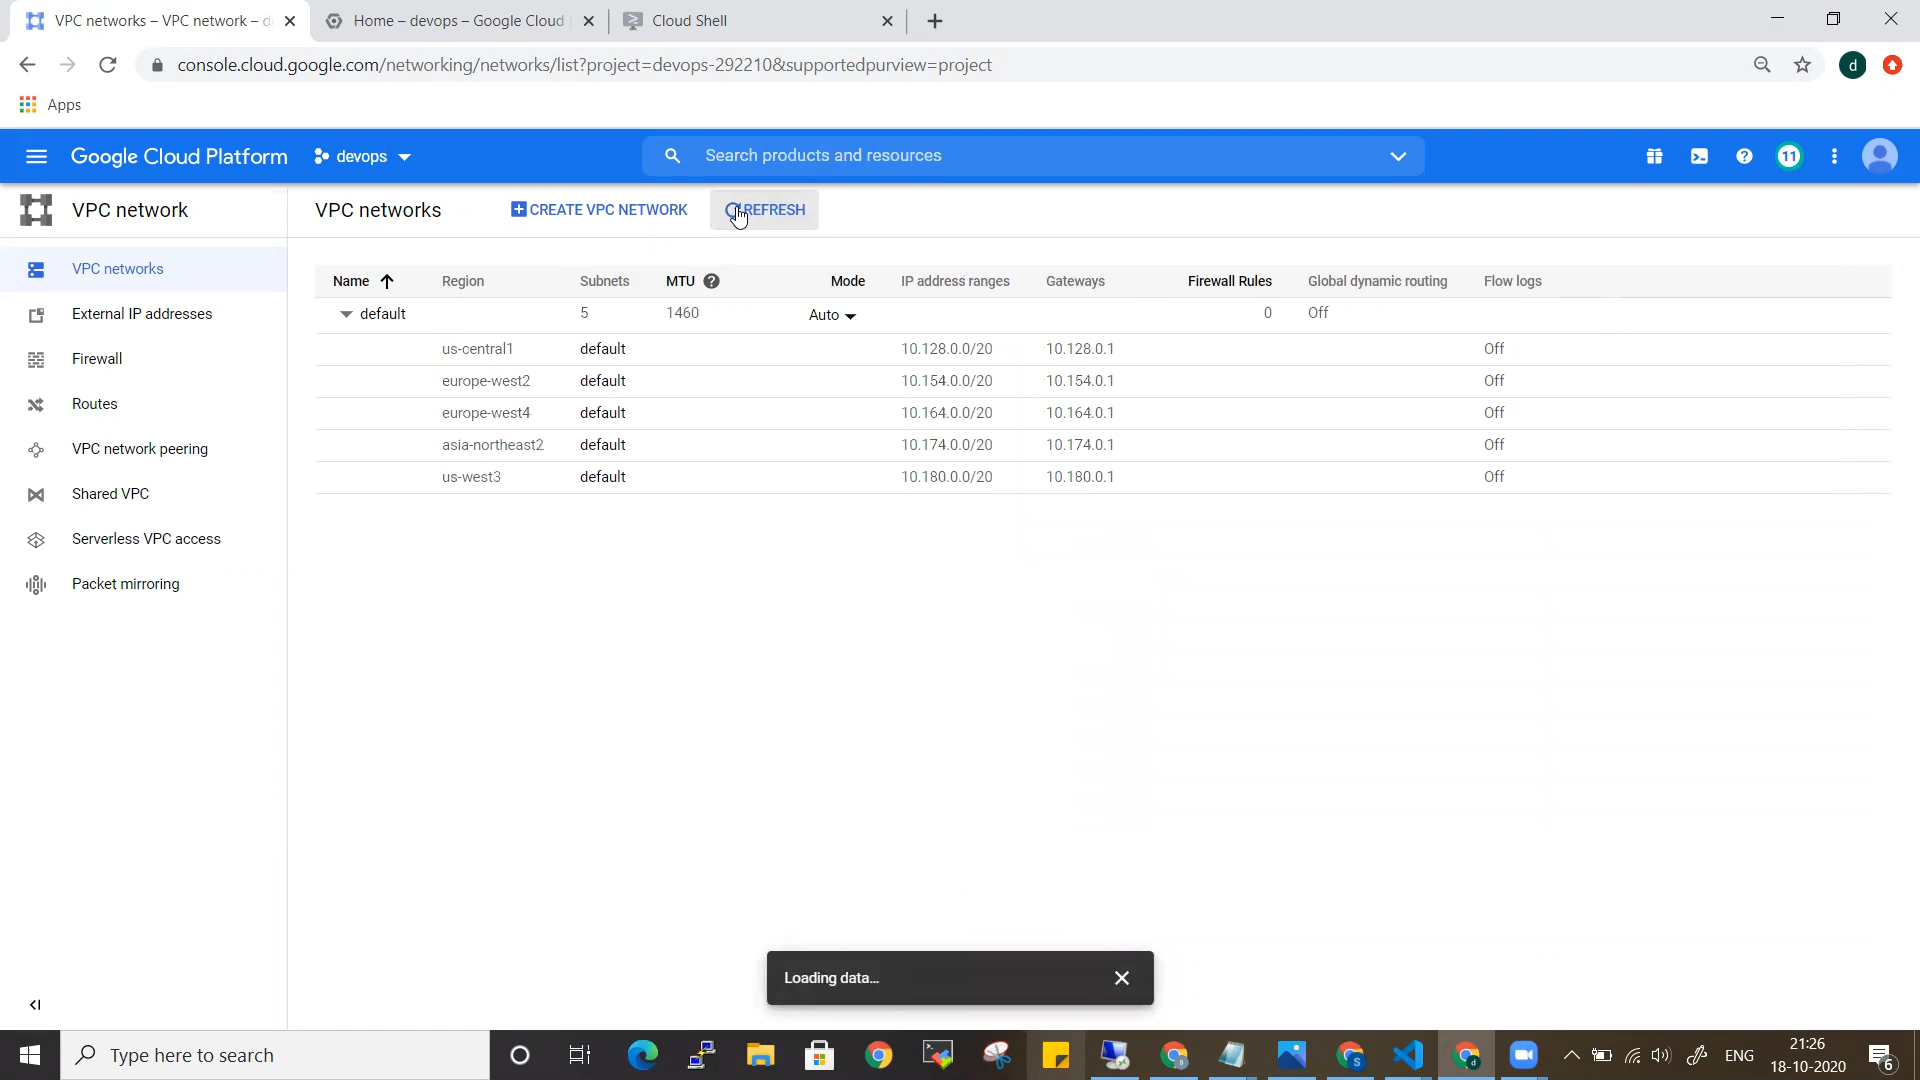 VPC networks – VPC network – d
Home – devops – Google Cloud
Cloud Shell
console.cloud.google.com/networking/networks/list?project=devops-292210&supportedpurview=project
d
Apps
Google Cloud Platform
devops
Search products and resources
11
VPC network
VPC networks
CREATE VPC NETWORK
REFRESH
VPC networks
External IP addresses
Firewall
Routes
VPC network peering
Shared VPC
Serverless VPC access
Packet mirroring
Name Region Subnets MTU Mode IP address ranges Gateways Firewall Rules Global dynamic routing Flow logs
default 5 1460 Auto 0 Off
us-central1 default 10.128.0.0/20 10.128.0.1 Off
europe-west2 default 10.154.0.0/20 10.154.0.1 Off
europe-west4 default 10.164.0.0/20 10.164.0.1 Off
asia-northeast2 default 10.174.0.0/20 10.174.0.1 Off
us-west3 default 10.180.0.0/20 10.180.0.1 Off
Loading data...
Type here to search
ENG
21:26
18-10-2020
6